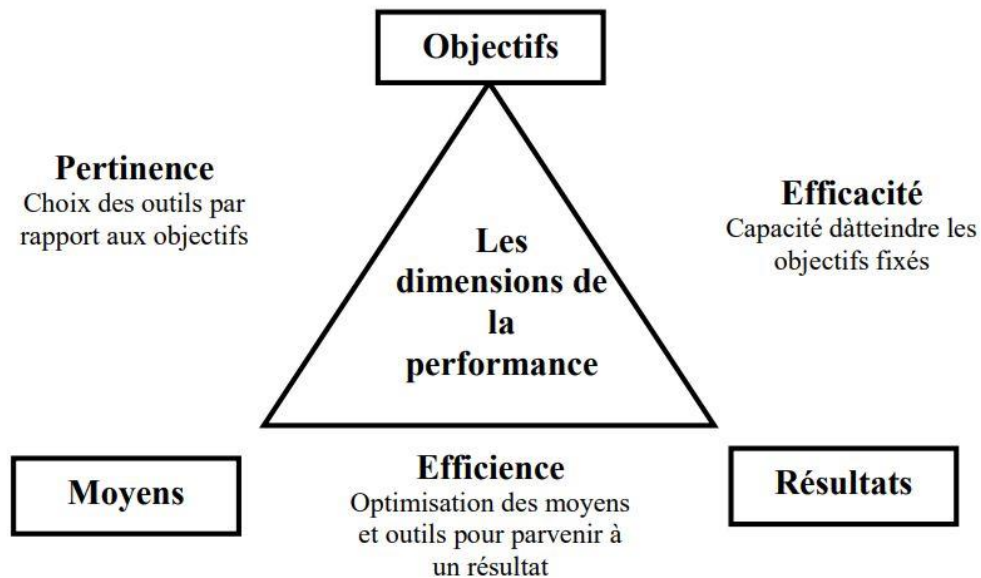 Objectifs
Pertinence
Choix des outils par
rapport aux objectifs
Efficacité
Capacité dàtteindre les
objectifs fixés
Les
dimensions de
la
performance
Moyens
Efficience
Optimisation des moyens
et outils pour parvenir à
un résultat
Résultats